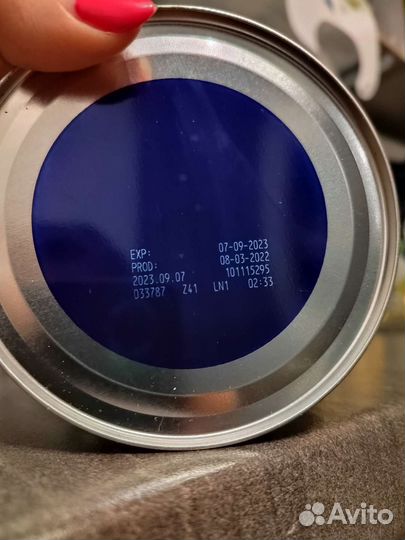 EXP: 07-09-2023
PROD: 08-03-2022
2023.09.07 101115295
033787 Z41 LN1 02:33
Avito